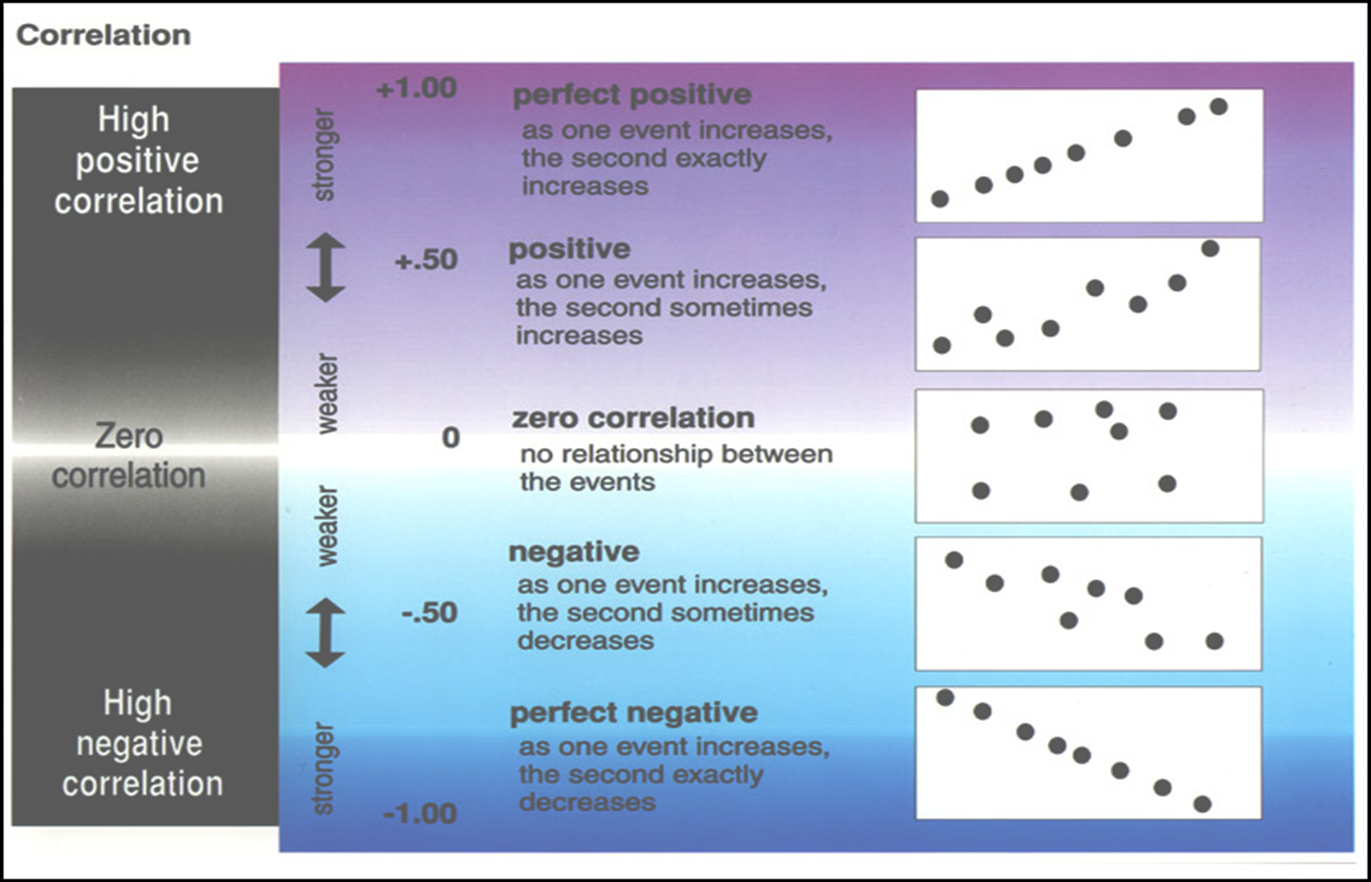 Correlation
High
positive
correlation
Zero
correlation
High
negative
correlation
stronger
weaker
weaker
stronger
+1.00
perfect positive
as one event increases,
the second exactly
increases
+.50
positive
as one event increases,
the second sometimes
increases
0
zero correlation
no relationship between
the events
-.50
negative
as one event increases,
the second sometimes
decreases
-1.00
perfect negative
as one event increases,
the second exactly
decreases